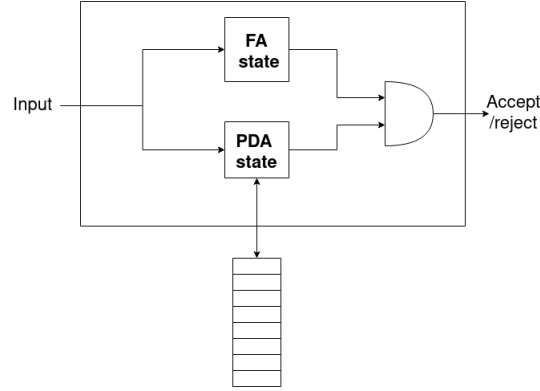 FA
state
Input
Accept
/reject
PDA
state